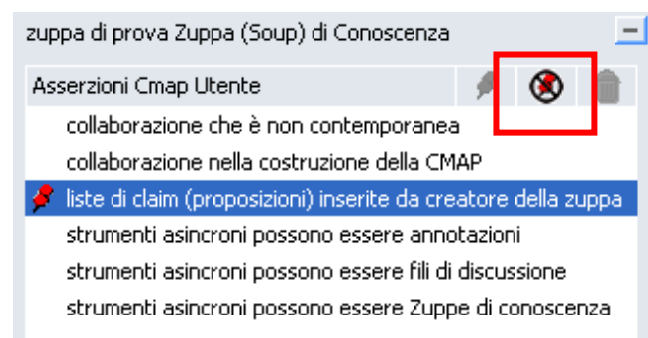 zuppa di prova Zuppa (Soup) di Conoscenza
Asserzioni Cmap Utente
collaborazione che è non contemporanea
collaborazione nella costruzione della CMAP
liste di claim (proposizioni) inserite da creatore della zuppa
strumenti asincroni possono essere annotazioni
strumenti asincroni possono essere fili di discussione
strumenti asincroni possono essere Zuppe di conoscenza